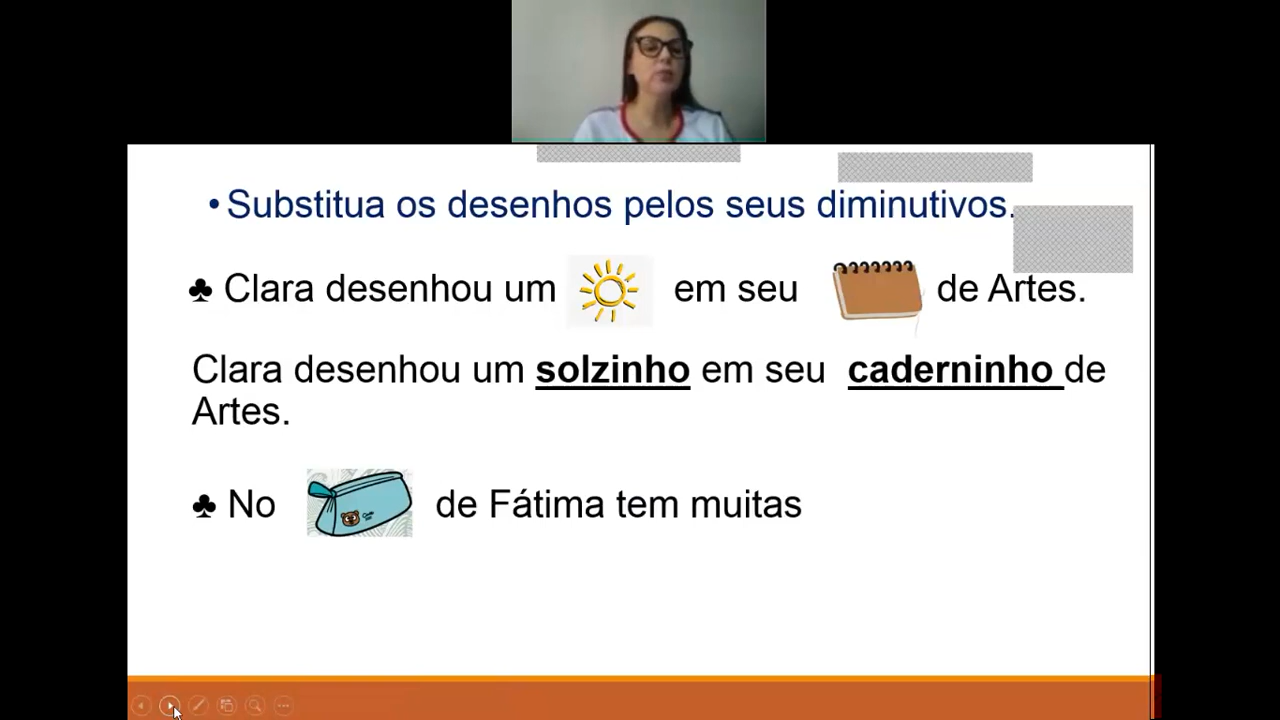 • Substitua os desenhos pelos seus diminutivos.
♣ Clara desenhou um em seu de Artes.
Clara desenhou um solzinho em seu caderninho de
Artes.
♣ No de Fátima tem muitas